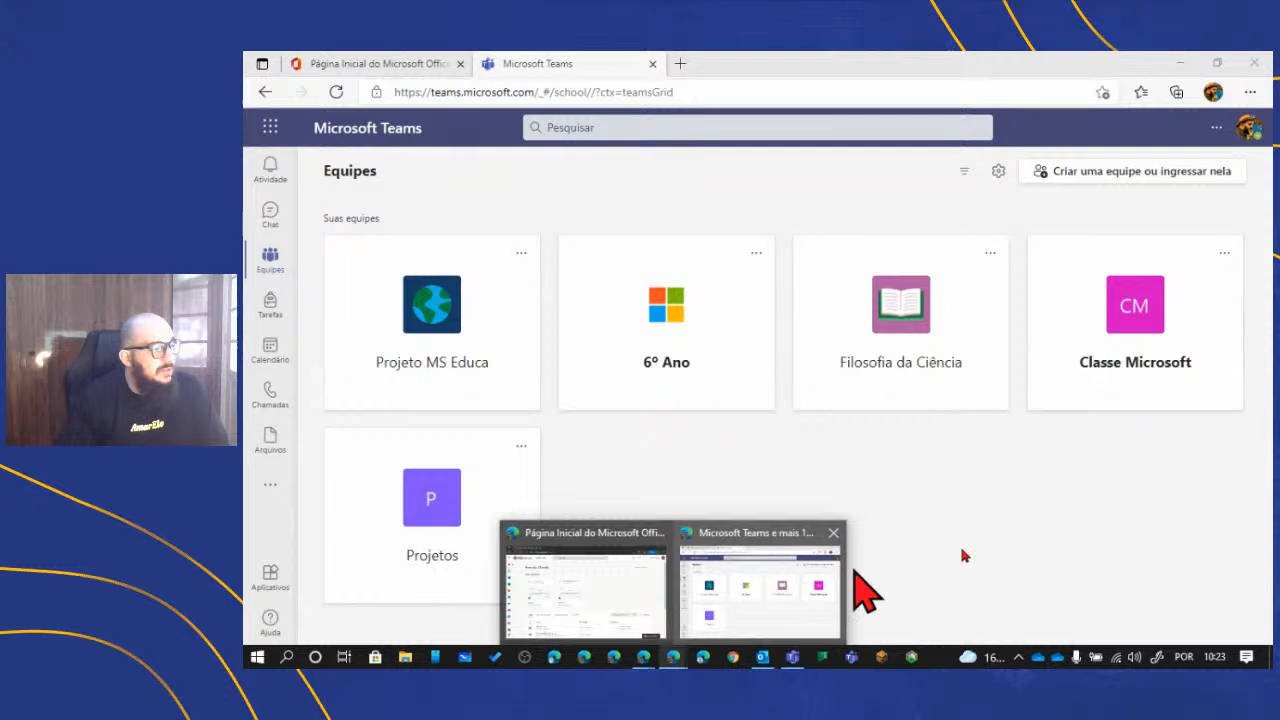 Página Inicial do Microsoft Offic
Microsoft Teams
https://teams.microsoft.com/_#/school//?ctx=teamsGrid
Microsoft Teams
Pesquisar
Atividade
Chat
Equipes
Tarefas
Calendário
Chamadas
Arquivos
Aplicativos
Ajuda
Equipes
Criar uma equipe ou ingressar nela
Suas equipes
Projeto MS Educa
6º Ano
Filosofia da Ciência
CM
Classe Microsoft
P
Projetos
Página Inicial do Microsoft Offi...
Microsoft Teams e mais 1...
AmarElo
16...
POR
10:23